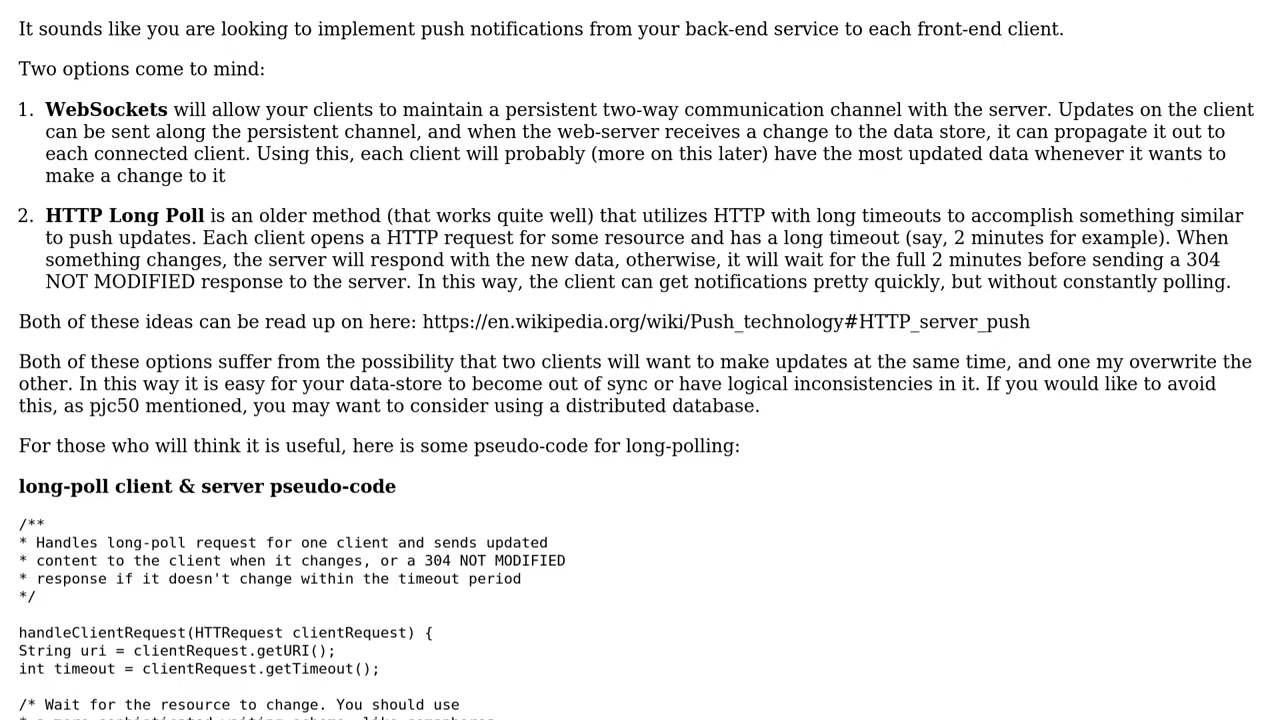 It sounds like you are looking to implement push notifications from your back-end service to each front-end client.
Two options come to mind:
1. WebSockets will allow your clients to maintain a persistent two-way communication channel with the server. Updates on the client
can be sent along the persistent channel, and when the web-server receives a change to the data store, it can propagate it out to
each connected client. Using this, each client will probably (more on this later) have the most updated data whenever it wants to
make a change to it
2. HTTP Long Poll is an older method (that works quite well) that utilizes HTTP with long timeouts to accomplish something similar
to push updates. Each client opens a HTTP request for some resource and has a long timeout (say, 2 minutes for example). When
something changes, the server will respond with the new data, otherwise, it will wait for the full 2 minutes before sending a 304
NOT MODIFIED response to the server. In this way, the client can get notifications pretty quickly, but without constantly polling.
Both of these ideas can be read up on here: https://en.wikipedia.org/wiki/Push_technology#HTTP_server_push
Both of these options suffer from the possibility that two clients will want to make updates at the same time, and one my overwrite the
other. In this way it is easy for your data-store to become out of sync or have logical inconsistencies in it. If you would like to avoid
this, as pjc50 mentioned, you may want to consider using a distributed database.
For those who will think it is useful, here is some pseudo-code for long-polling:
long-poll client & server pseudo-code
/**
* Handles long-poll request for one client and sends updated
* content to the client when it changes, or a 304 NOT MODIFIED
* response if it doesn't change within the timeout period
*/
handleClientRequest(HTTRequest clientRequest) {
String uri = clientRequest.getURI();
int timeout = clientRequest.getTimeout();
/* Wait for the resource to change. You should use